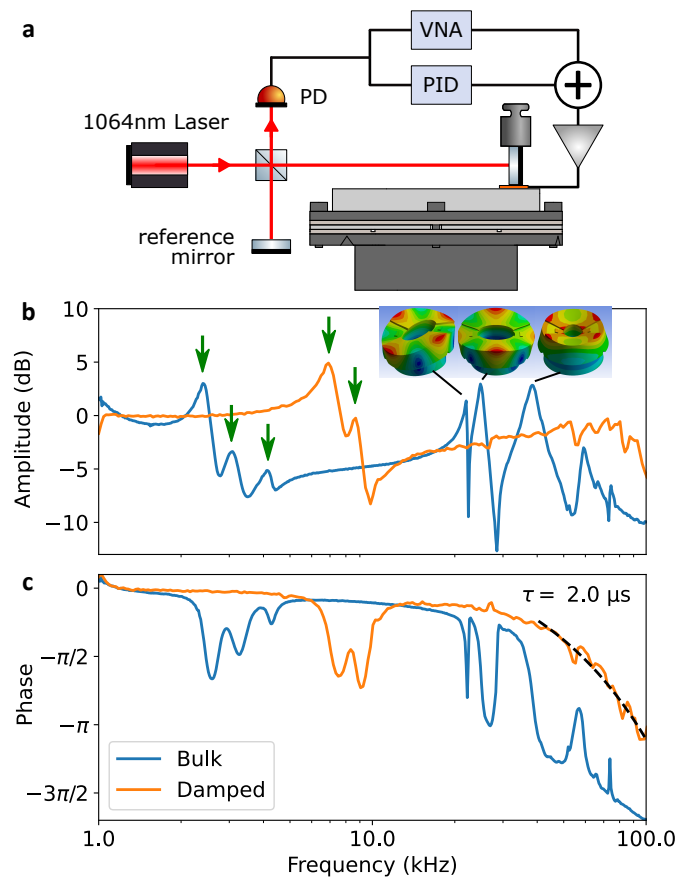 a
VNA
PID
PD
1064nm Laser
reference
mirror
b
10
5
0
−5
−10
Amplitude (dB)
c
0
−π/2
−π
−3π/2
Phase
τ = 2.0 μs
Bulk
Damped
1.0
10.0
100.0
Frequency (kHz)